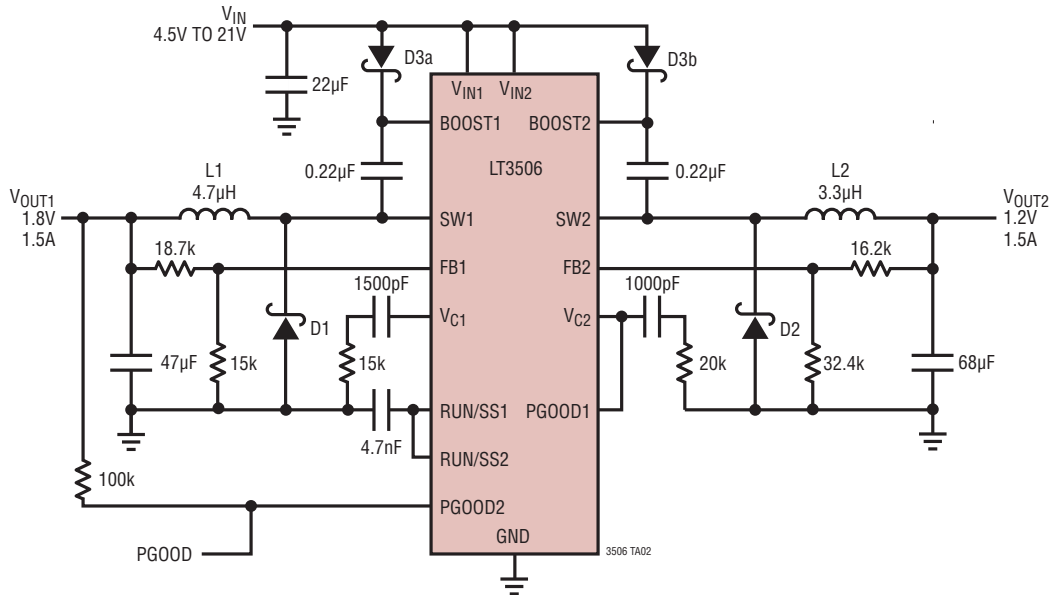 VIN
4.5V TO 21V
D3a
D3b
22µF
VIN1 VIN2
BOOST1 BOOST2
LT3506
0.22µF
0.22µF
L1
4.7µH
L2
3.3µH
VOUT1
1.8V
1.5A
VOUT2
1.2V
1.5A
SW1 SW2
18.7k
16.2k
FB1 FB2
1500pF
1000pF
VC1 VC2
D1
D2
47µF
15k
15k
20k
32.4k
68µF
RUN/SS1 PGOOD1
4.7nF
RUN/SS2
100k
PGOOD2
GND
PGOOD
3506 TA02